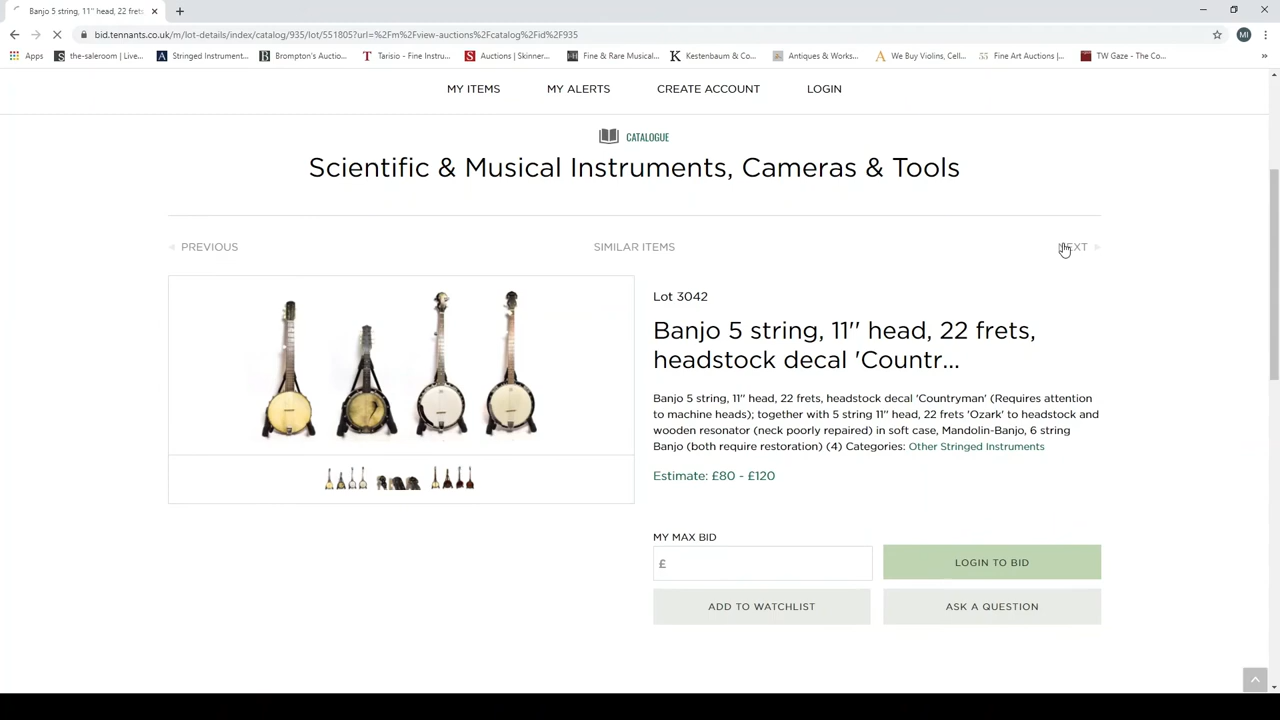 Banjo 5 string, 11'' head, 22 frets
bid.tennants.co.uk/m/lot-details/index/catalog/935/lot/551805?url=%2Fm%2Fview-auctions%2Fcatalog%2Fid%2F935
MI
Apps
the-saleroom | Live...
Stringed Instrument...
Brompton's Auctio...
Tarisio - Fine Instru...
Auctions | Skinner...
Fine & Rare Musical...
Kestenbaum & Co...
Antiques & Works...
We Buy Violins, Cell...
Fine Art Auctions |...
TW Gaze - The Co...
MY ITEMS
MY ALERTS
CREATE ACCOUNT
LOGIN
CATALOGUE
Scientific & Musical Instruments, Cameras & Tools
PREVIOUS
SIMILAR ITEMS
NEXT
Lot 3042
Banjo 5 string, 11'' head, 22 frets,
headstock decal 'Countr...
Banjo 5 string, 11'' head, 22 frets, headstock decal 'Countryman' (Requires attention
to machine heads); together with 5 string 11'' head, 22 frets 'Ozark' to headstock and
wooden resonator (neck poorly repaired) in soft case, Mandolin-Banjo, 6 string
Banjo (both require restoration) (4) Categories: Other Stringed Instruments
Estimate: £80 - £120
MY MAX BID
£
LOGIN TO BID
ADD TO WATCHLIST
ASK A QUESTION